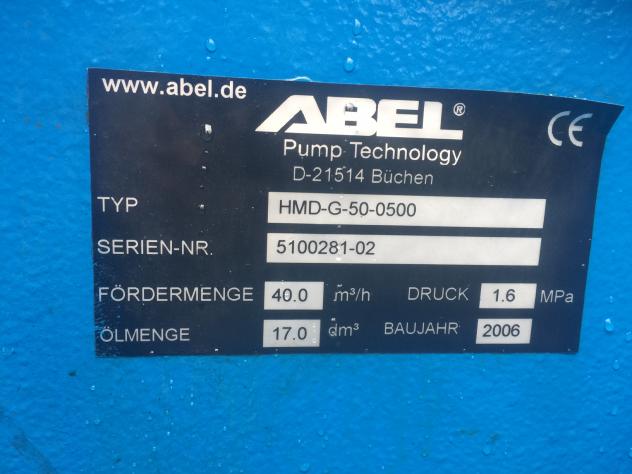 www.abel.de
ABEL®
CE
Pump Technology
D-21514 Büchen
TYP HMD-G-50-0500
SERIEN-NR. 5100281-02
FÖRDERMENGE 40.0 m³/h DRUCK 1.6 MPa
ÖLMENGE 17.0 dm³ BAUJAHR 2006